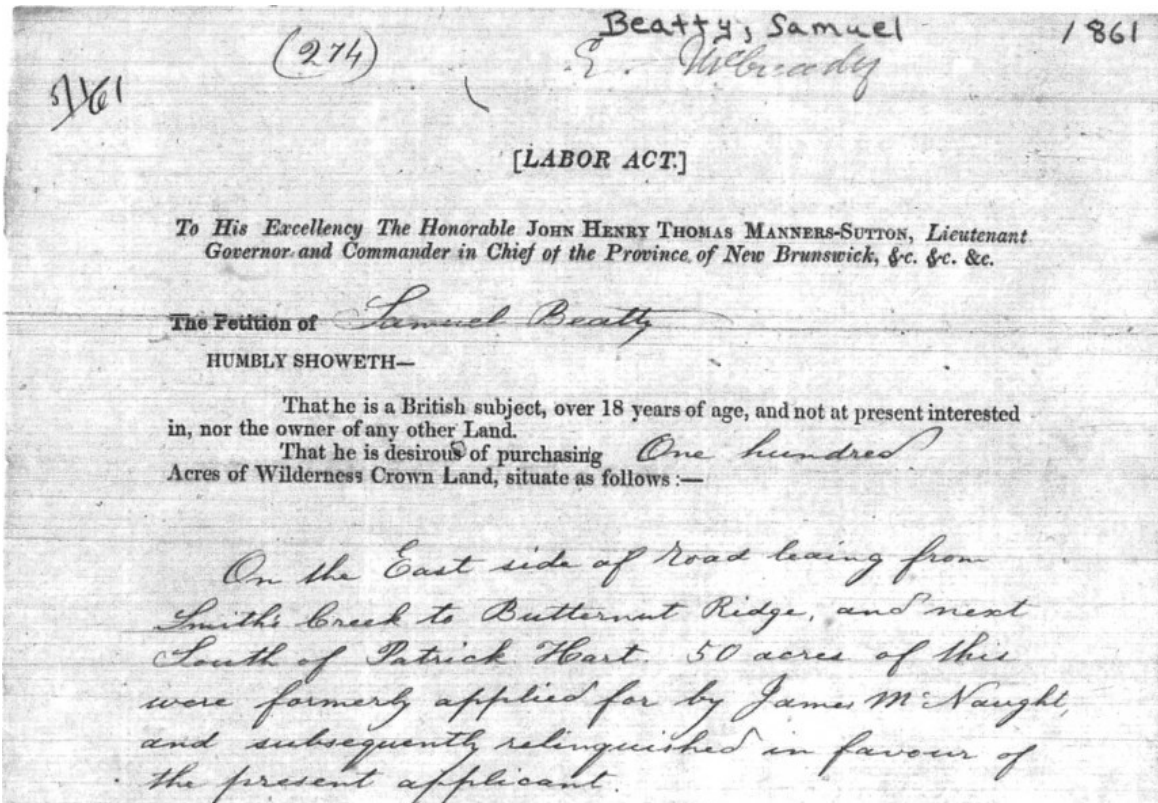 Beatty, Samuel 1861
(274)
E. McCready
5/1/61
[LABOR ACT.]
To His Excellency The Honorable JOHN HENRY THOMAS MANNERS-SUTTON, Lieutenant
Governor and Commander in Chief of the Province of New Brunswick, &c. &c. &c.
The Petition of Samuel Beatty
HUMBLY SHOWETH—
That he is a British subject, over 18 years of age, and not at present interested
in, nor the owner of any other Land.
That he is desirous of purchasing One hundred
Acres of Wilderness Crown Land, situate as follows :—
On the East side of road leaing from
Smith's Creek to Butternut Ridge, and next
South of Patrick Hart. 50 acres of this
were formerly applied for by James McNaught,
and subsequently relinquished in favour of
the present applicant.